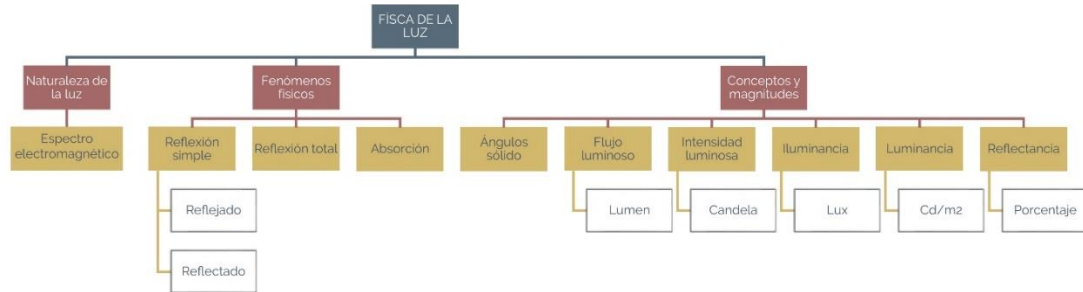 FÍSCA DE LA
LUZ
Naturaleza de
la luz
Fenómenos
físicos
Conceptos y
magnitudes
Espectro
electromagnético
Reflexión
simple
Reflexión total
Absorción
Ángulos
sólido
Flujo
luminoso
Intensidad
luminosa
Iluminancia
Luminancia
Reflectancia
Reflejado
Reflectado
Lumen
Candela
Lux
Cd/m2
Porcentaje